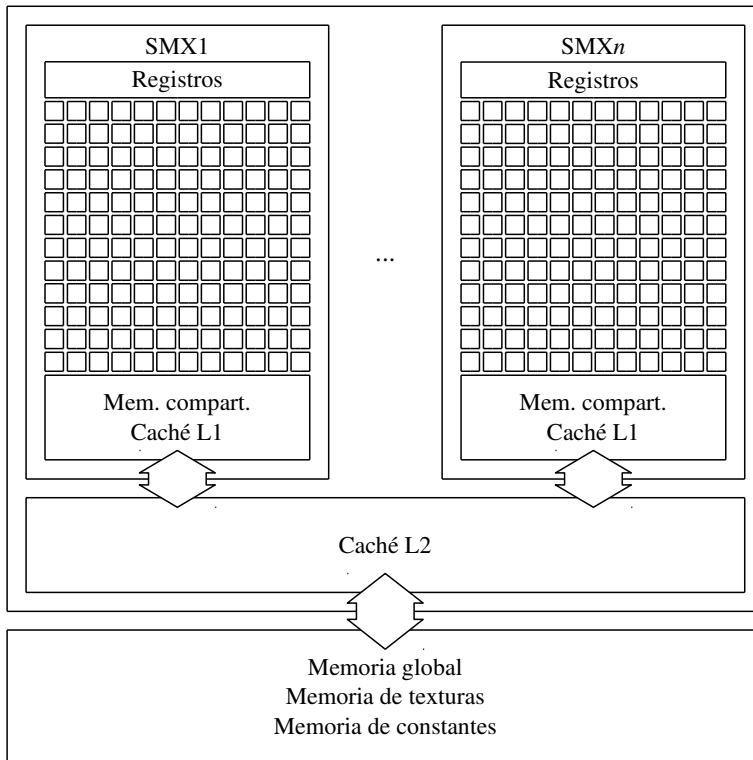 SMX1
Registros
Mem. compart.
Caché L1
...
SMXn
Registros
Mem. compart.
Caché L1
Caché L2
Memoria global
Memoria de texturas
Memoria de constantes